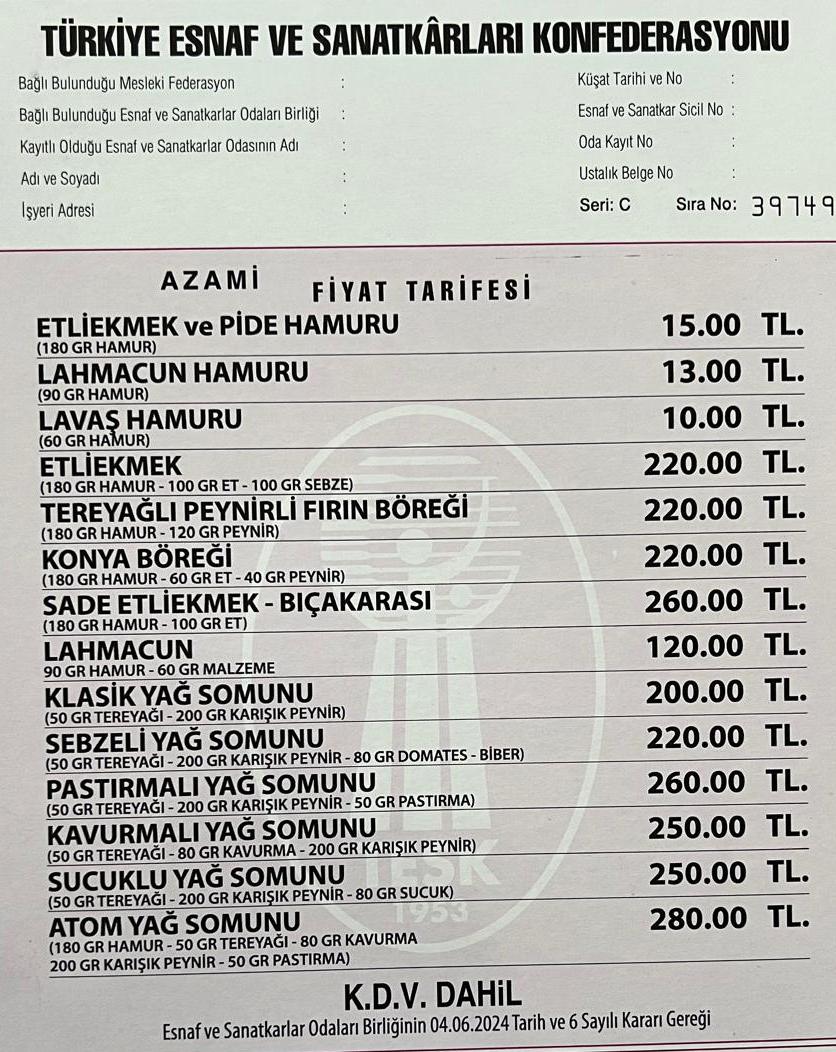 TÜRKİYE ESNAF VE SANATKÂRLARI KONFEDERASYONU
Bağlı Bulunduğu Mesleki Federasyon :
Küşat Tarihi ve No :
Bağlı Bulunduğu Esnaf ve Sanatkarlar Odaları Birliği :
Esnaf ve Sanatkar Sicil No :
Kayıtlı Olduğu Esnaf ve Sanatkarlar Odasının Adı :
Oda Kayıt No :
Adı ve Soyadı :
Ustalık Belge No :
İşyeri Adresi :
Seri: C Sıra No: 39749
AZAMİ FİYAT TARİFESİ
ETLİEKMEK ve PİDE HAMURU 15.00 TL.
(180 GR HAMUR)
LAHMACUN HAMURU 13.00 TL.
(90 GR HAMUR)
LAVAŞ HAMURU 10.00 TL.
(60 GR HAMUR)
ETLİEKMEK 220.00 TL.
(180 GR HAMUR - 100 GR ET - 100 GR SEBZE)
TEREYAĞLI PEYNİRLİ FIRIN BÖREĞİ 220.00 TL.
(180 GR HAMUR - 120 GR PEYNİR)
KONYA BÖREĞİ 220.00 TL.
(180 GR HAMUR - 60 GR ET - 40 GR PEYNİR)
SADE ETLİEKMEK - BIÇAKARASI 260.00 TL.
(180 GR HAMUR - 100 GR ET)
LAHMACUN 120.00 TL.
90 GR HAMUR - 60 GR MALZEME
KLASİK YAĞ SOMUNU 200.00 TL.
(50 GR TEREYAĞI - 200 GR KARIŞIK PEYNİR)
SEBZELİ YAĞ SOMUNU 220.00 TL.
(50 GR TEREYAĞI - 200 GR KARIŞIK PEYNİR - 80 GR DOMATES - BİBER)
PASTIRMALI YAĞ SOMUNU 260.00 TL.
(50 GR TEREYAĞI - 200 GR KARIŞIK PEYNİR - 50 GR PASTIRMA)
KAVURMALI YAĞ SOMUNU 250.00 TL.
(50 GR TEREYAĞI - 80 GR KAVURMA - 200 GR KARIŞIK PEYNİR)
SUCUKLU YAĞ SOMUNU 250.00 TL.
(50 GR TEREYAĞI - 200 GR KARIŞIK PEYNİR - 80 GR SUCUK)
ATOM YAĞ SOMUNU 280.00 TL.
(180 GR HAMUR - 50 GR TEREYAĞI - 80 GR KAVURMA
200 GR KARIŞIK PEYNİR - 50 GR PASTIRMA)
TESK
1953
K.D.V. DAHİL
Esnaf ve Sanatkarlar Odaları Birliğinin 04.06.2024 Tarih ve 6 Sayılı Kararı Gereği